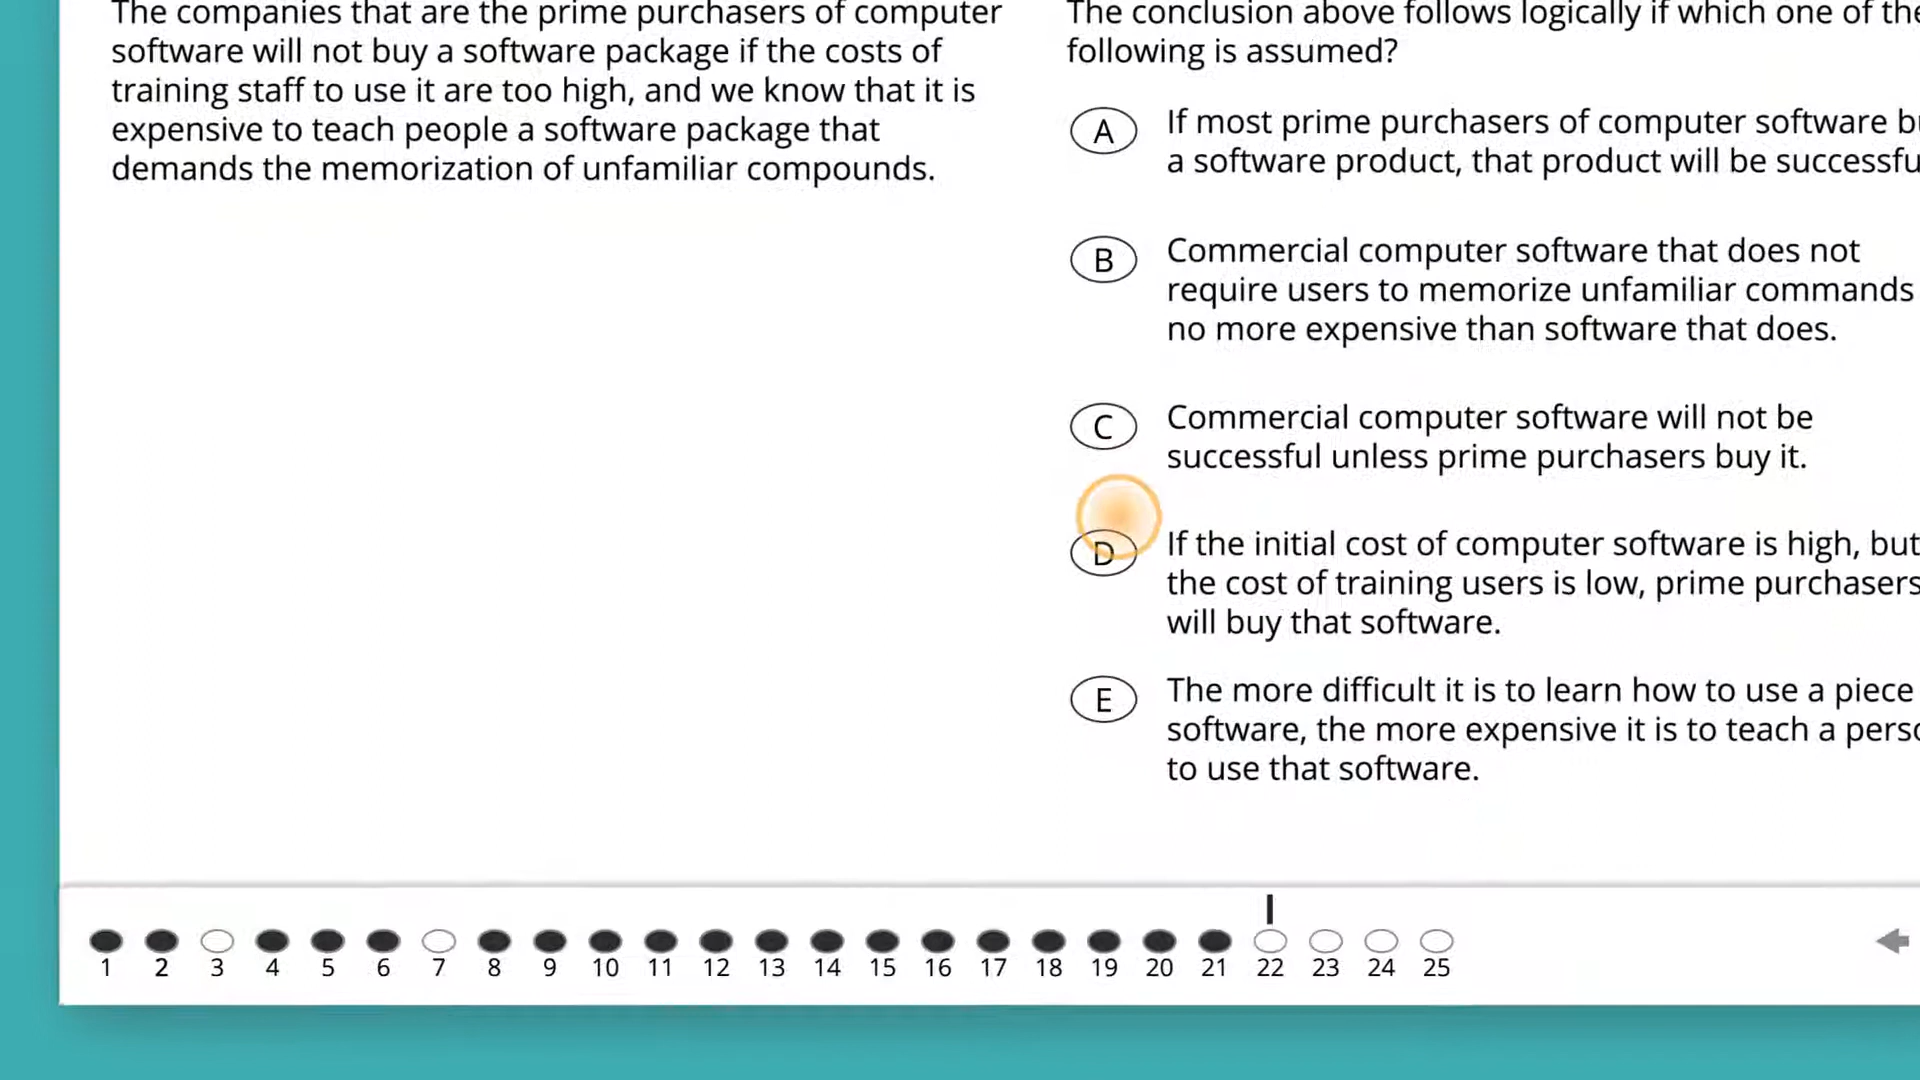 The companies that are the prime purchasers of computer
software will not buy a software package if the costs of
training staff to use it are too high, and we know that it is
expensive to teach people a software package that
demands the memorization of unfamiliar compounds.
The conclusion above follows logically if which one of the
following is assumed?
A
If most prime purchasers of computer software
a software product, that product will be
B
Commercial computer software that does not
require users to memorize unfamiliar commands
no more expensive than software that does.
C
Commercial computer software will not be
successful unless prime purchasers buy it.
D
If the initial cost of computer software is high, but
the cost of training users is low, prime purchasers
will buy that software.
E
The more difficult it is to learn how to use a piece
software, the more expensive it is to teach a
to use that software.
1 2 3 4 5 6 7 8 9 10 11 12 13 14 15 16 17 18 19 20 21 22 23 24 25